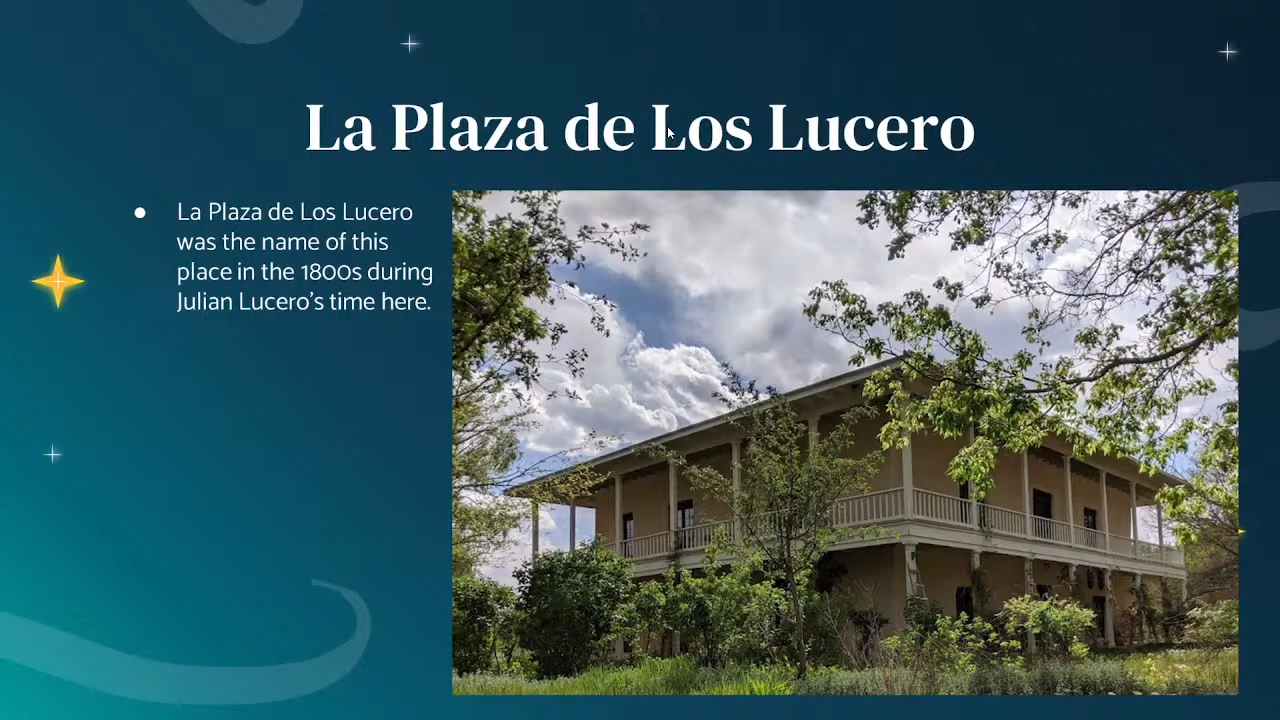 La Plaza de Los Lucero
● La Plaza de Los Lucero
was the name of this
place in the 1800s during
Julian Lucero’s time here.